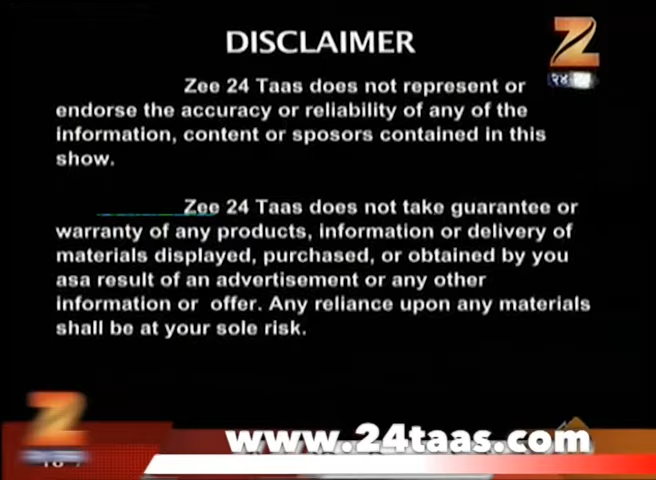 DISCLAIMER
Zee 24 Taas does not represent or
endorse the accuracy or reliability of any of the
information, content or sposors contained in this
show.
Zee 24 Taas does not take guarantee or
warranty of any products, information or delivery of
materials displayed, purchased, or obtained by you
asa result of an advertisement or any other
information or offer. Any reliance upon any materials
shall be at your sole risk.
www.24taas.com